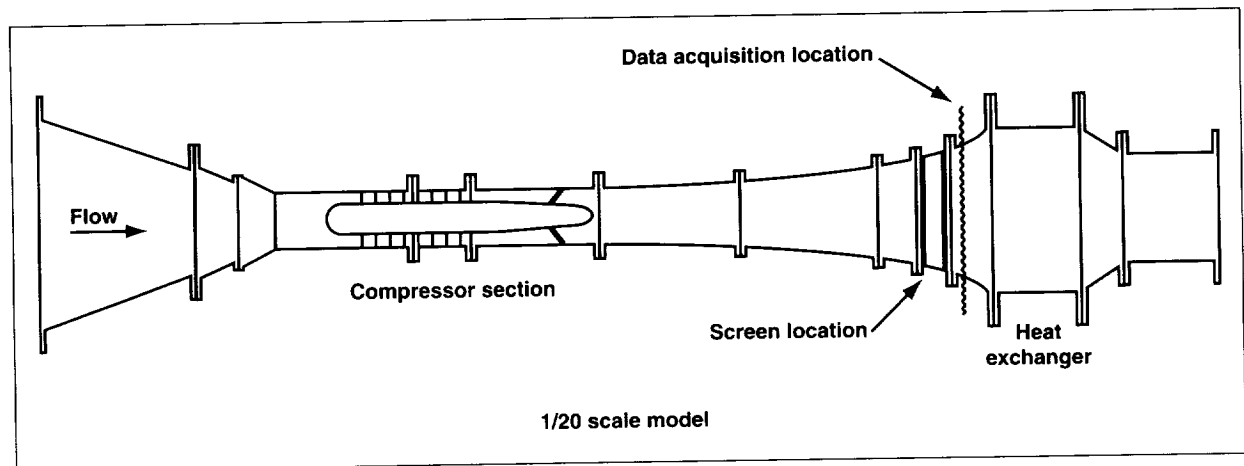 Data acquisition location
Flow
Compressor section
Screen location
Heat
exchanger
1/20 scale model